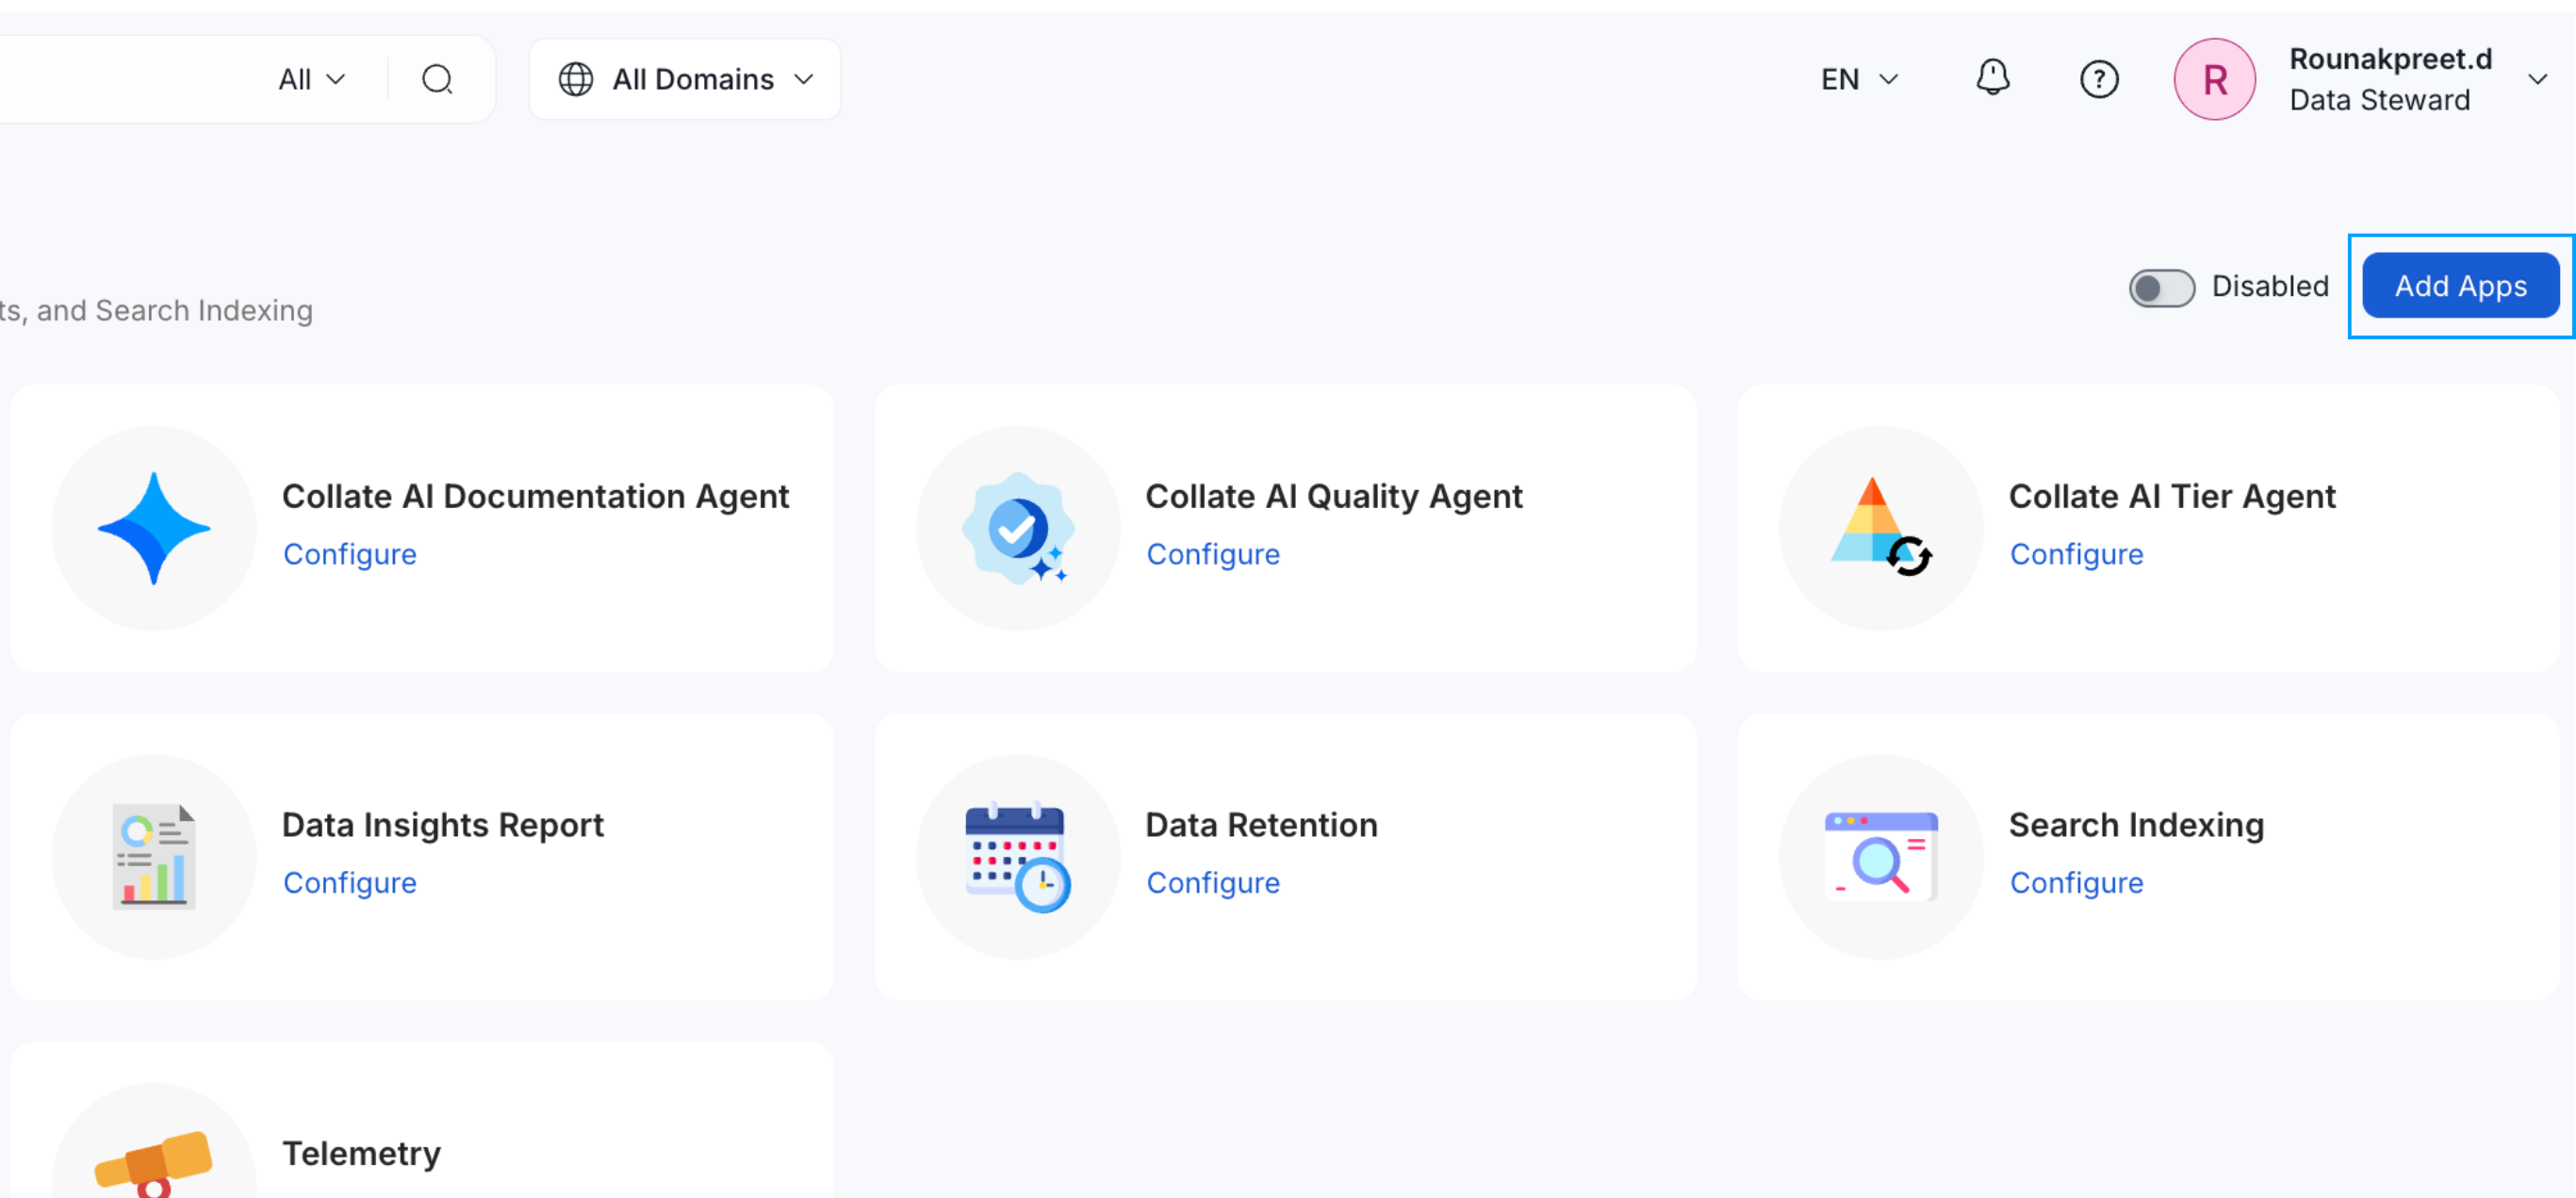 All
All Domains
EN
?
R
Rounakpreet.d
Data Steward
ts, and Search Indexing
Disabled
Add Apps
Collate AI Documentation Agent
Configure
Collate AI Quality Agent
Configure
Collate AI Tier Agent
Configure
Data Insights Report
Configure
Data Retention
Configure
Search Indexing
Configure
Telemetry